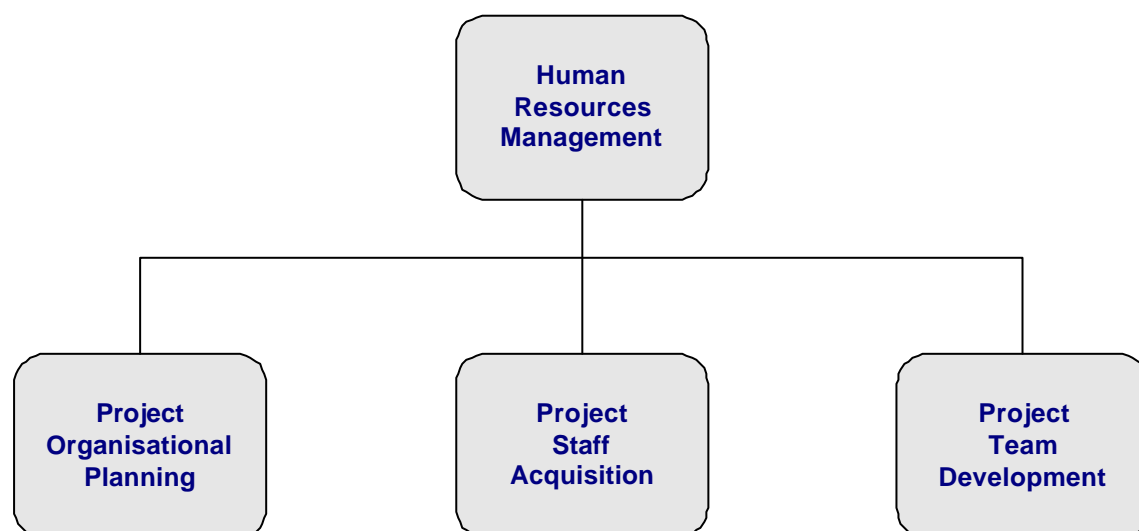 Human
Resources
Management
Project
Organisational
Planning
Project
Staff
Acquisition
Project
Team
Development